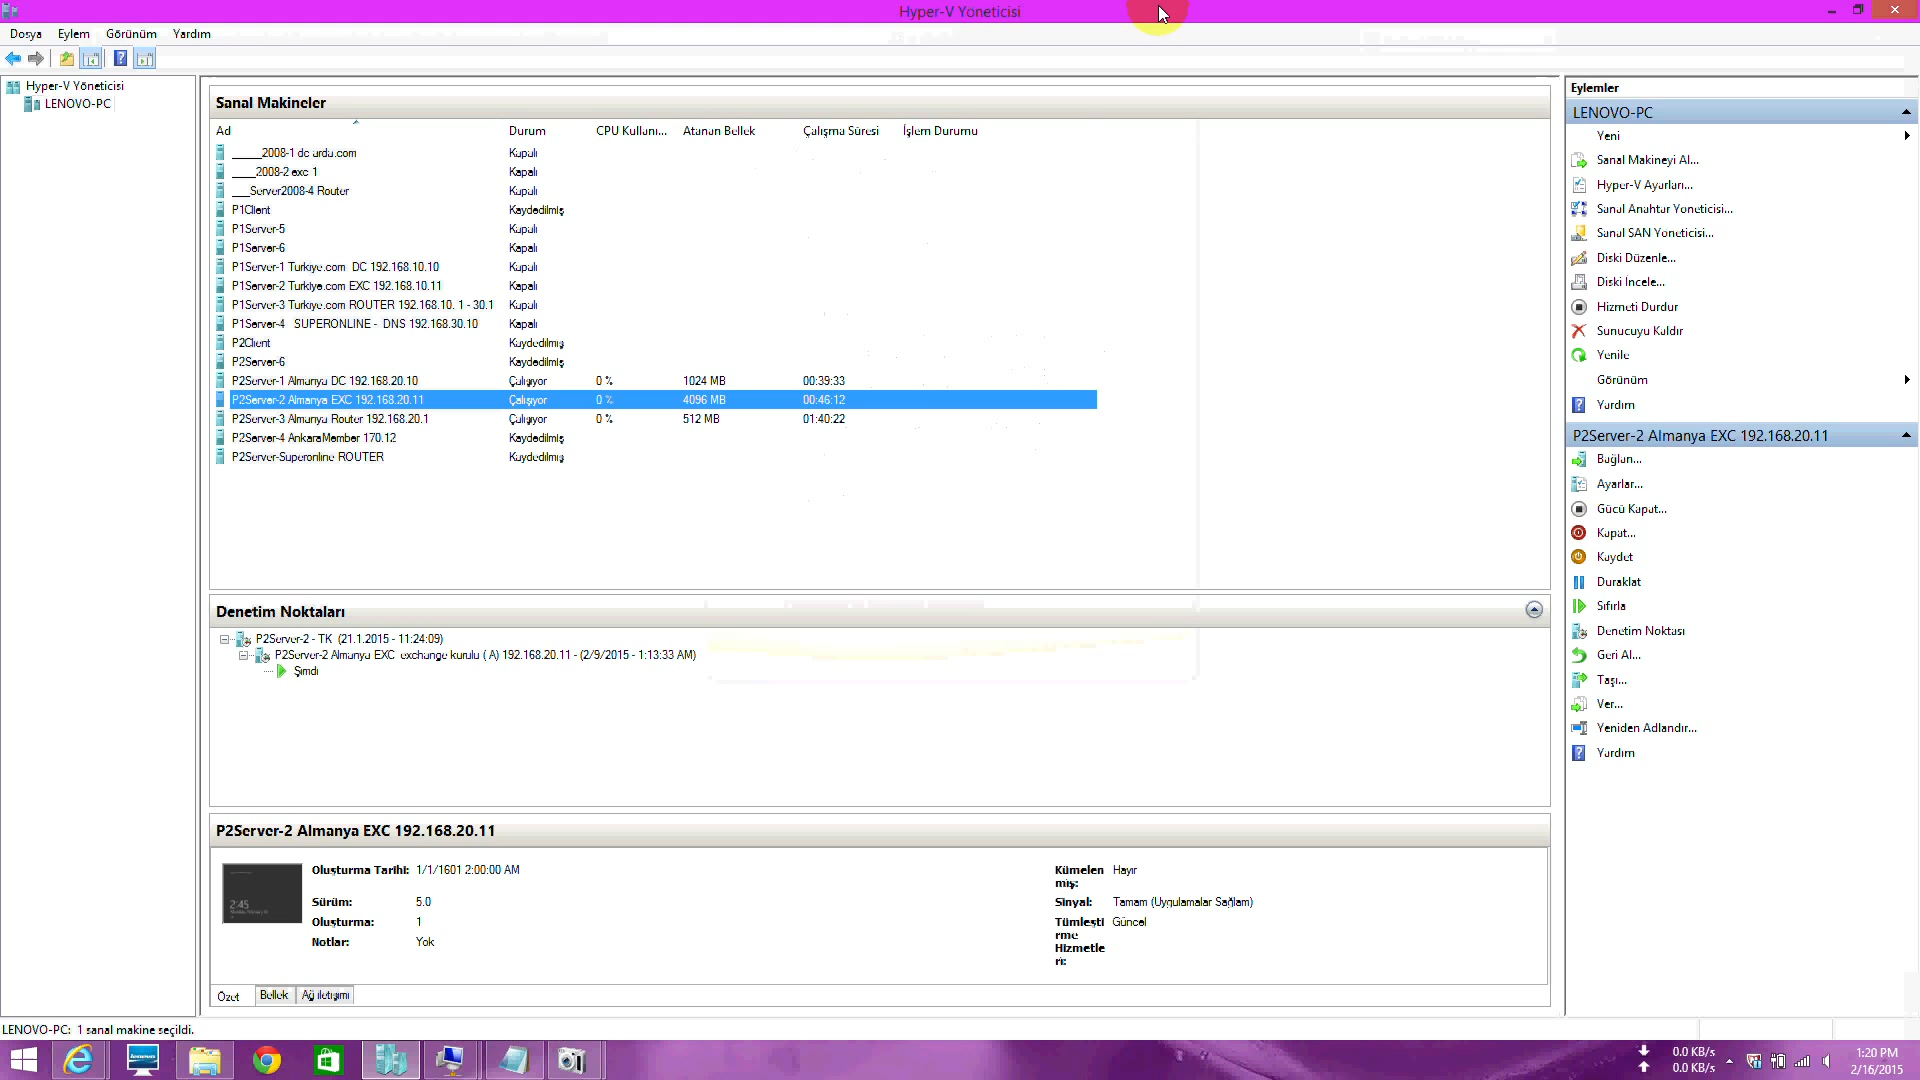 Hyper-V Yöneticisi
Dosya Eylem Görünüm Yardım
Hyper-V Yöneticisi
LENOVO-PC
Sanal Makineler
Ad Durum CPU Kullanı... Atanan Bellek Çalışma Süresi İşlem Durumu
_____2008-1 dc arda.com Kapalı
____2008-2 exc 1 Kapalı
___Server2008-4 Router Kapalı
P1Client Kaydedilmiş
P1Server-5 Kapalı
P1Server-6 Kapalı
P1Server-1 Turkiye.com DC 192.168.10.10 Kapalı
P1Server-2 Turkiye.com EXC 192.168.10.11 Kapalı
P1Server-3 Turkiye.com ROUTER 192.168.10. 1 - 30.1 Kapalı
P1Server-4 SUPERONLINE - DNS 192.168.30.10 Kapalı
P2Client Kaydedilmiş
P2Server-6 Kaydedilmiş
P2Server-1 Almanya DC 192.168.20.10 Çalışıyor 0 % 1024 MB 00:39:33
P2Server-2 Almanya EXC 192.168.20.11 Çalışıyor 0 % 4096 MB 00:46:12
P2Server-3 Almanya Router 192.168.20.1 Çalışıyor 0 % 512 MB 01:40:22
P2Server-4 AnkaraMember 170.12 Kaydedilmiş
P2Server-Superonline ROUTER Kaydedilmiş
Denetim Noktaları
P2Server-2 - TK (21.1.2015 - 11:24:09)
P2Server-2 Almanya EXC exchange kurulu ( A) 192.168.20.11 - (2/9/2015 - 1:13:33 AM)
Şimdi
P2Server-2 Almanya EXC 192.168.20.11
2:45
Oluşturma Tarihi: 1/1/1601 2:00:00 AM
Sürüm: 5.0
Oluşturma: 1
Notlar: Yok
Kümelenmiş: Hayır
Sinyal: Tamam (Uygulamalar Sağlam)
Tümleştirme Hizmetleri: Güncel
Özet Bellek Ağ iletişimi
Eylemler
LENOVO-PC
Yeni
Sanal Makineyi Al...
Hyper-V Ayarları...
Sanal Anahtar Yöneticisi...
Sanal SAN Yöneticisi...
Diski Düzenle...
Diski İncele...
Hizmeti Durdur
Sunucuyu Kaldır
Yenile
Görünüm
Yardım
P2Server-2 Almanya EXC 192.168.20.11
Bağlan...
Ayarlar...
Gücü Kapat...
Kapat...
Kaydet
Duraklat
Sıfırla
Denetim Noktası
Geri Al...
Taşı...
Ver...
Yeniden Adlandır...
Yardım
LENOVO-PC: 1 sanal makine seçildi.
0.0 KB/s
0.0 KB/s
1:20 PM
2/16/2015